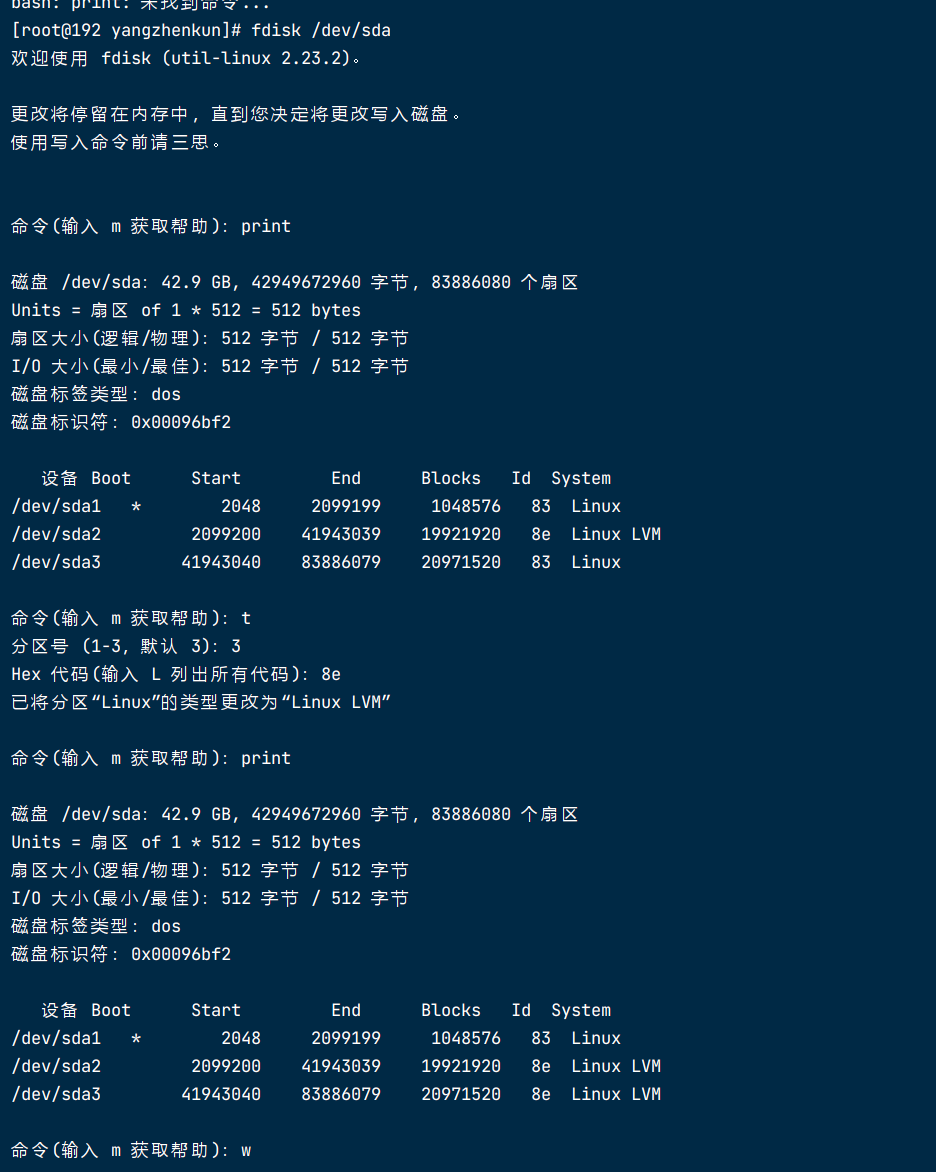 bash: print: 未找到命令...
[root@192 yangzhenkun]# fdisk /dev/sda
欢迎使用 fdisk (util-linux 2.23.2)。
更改将停留在内存中，直到您决定将更改写入磁盘。
使用写入命令前请三思。
命令(输入 m 获取帮助)：print
磁盘 /dev/sda：42.9 GB, 42949672960 字节，83886080 个扇区
Units = 扇区 of 1 * 512 = 512 bytes
扇区大小(逻辑/物理)：512 字节 / 512 字节
I/O 大小(最小/最佳)：512 字节 / 512 字节
磁盘标签类型：dos
磁盘标识符：0x00096bf2
设备 Boot      Start         End      Blocks   Id  System
/dev/sda1   *        2048     2099199     1048576   83  Linux
/dev/sda2         2099200    41943039    19921920   8e  Linux LVM
/dev/sda3        41943040    83886079    20971520   83  Linux
命令(输入 m 获取帮助)：t
分区号 (1-3，默认 3)：3
Hex 代码(输入 L 列出所有代码)：8e
已将分区“Linux”的类型更改为“Linux LVM”
命令(输入 m 获取帮助)：print
磁盘 /dev/sda：42.9 GB, 42949672960 字节，83886080 个扇区
Units = 扇区 of 1 * 512 = 512 bytes
扇区大小(逻辑/物理)：512 字节 / 512 字节
I/O 大小(最小/最佳)：512 字节 / 512 字节
磁盘标签类型：dos
磁盘标识符：0x00096bf2
设备 Boot      Start         End      Blocks   Id  System
/dev/sda1   *        2048     2099199     1048576   83  Linux
/dev/sda2         2099200    41943039    19921920   8e  Linux LVM
/dev/sda3        41943040    83886079    20971520   8e  Linux LVM
命令(输入 m 获取帮助)：w